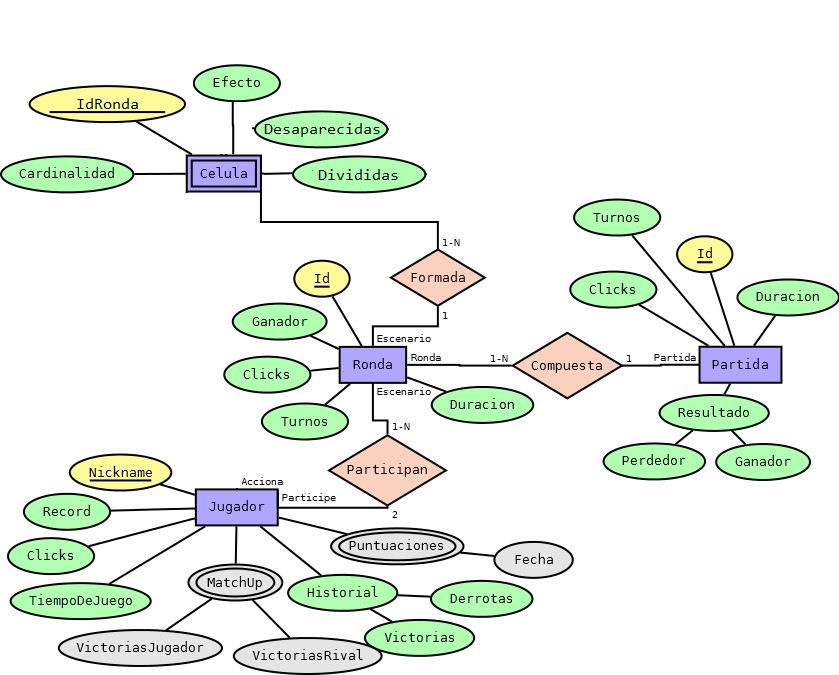 Efecto
IdRonda
Desaparecidas
Cardinalidad
Celula
Divididas
Turnos
1-N
Id
Formada
Id
Clicks
Duracion
1
Ganador
Escenario
Ronda
1-N
Compuesta
1
Partida
Ronda
Partida
Clicks
Escenario
Duracion
Turnos
Resultado
1-N
Perdedor
Ganador
Nickname
Participan
Acciona
Participe
Record
Jugador
2
Clicks
Puntuaciones
Fecha
MatchUp
TiempoDeJuego
Historial
Derrotas
VictoriasJugador
Victorias
VictoriasRival